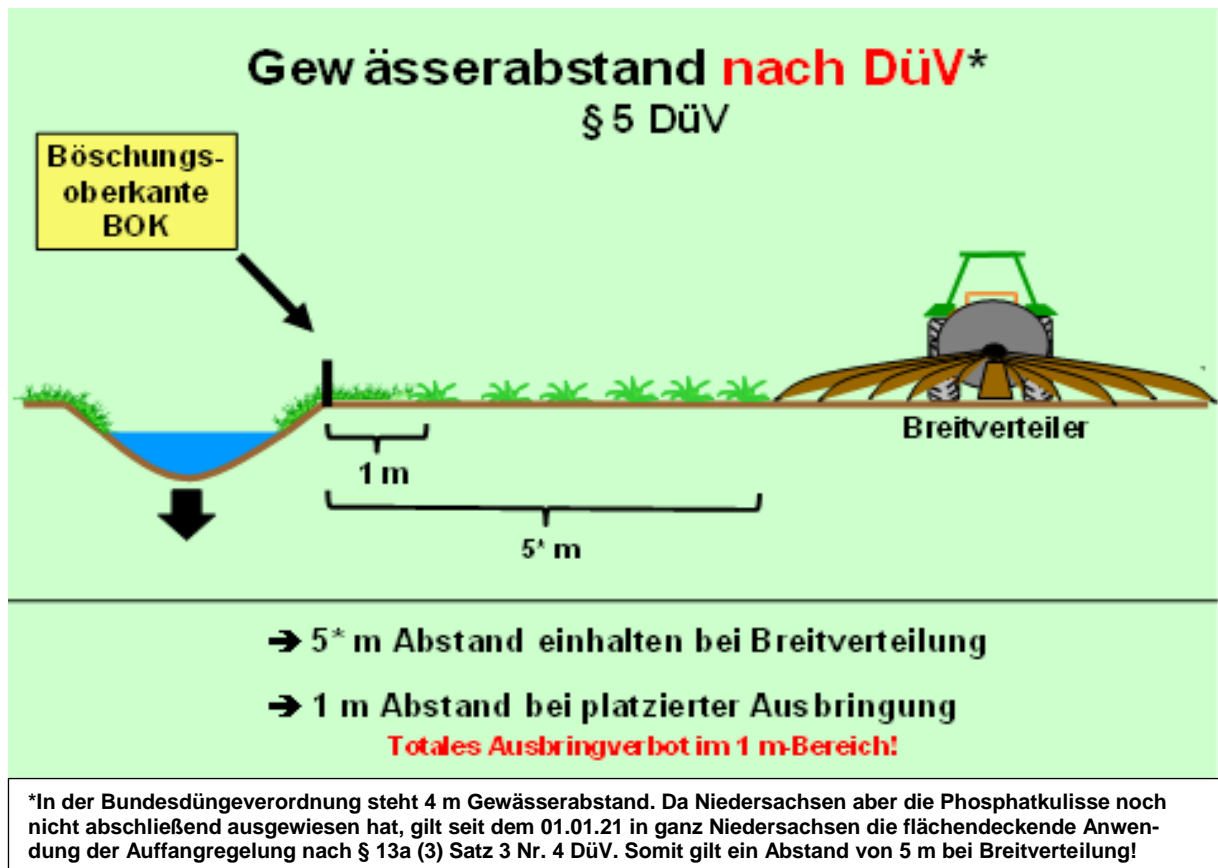 Gewässerabstand nach DüV*
§ 5 DüV
Böschungs-
oberkante
BOK
Breitverteiler
1 m
5* m
➔ 5* m Abstand einhalten bei Breitverteilung
➔ 1 m Abstand bei platzierter Ausbringung
Totales Ausbringverbot im 1 m-Bereich!
*In der Bundesdüngeverordnung steht 4 m Gewässerabstand. Da Niedersachsen aber die Phosphatkulisse noch
nicht abschließend ausgewiesen hat, gilt seit dem 01.01.21 in ganz Niedersachsen die flächendeckende Anwen-
dung der Auffangregelung nach § 13a (3) Satz 3 Nr. 4 DüV. Somit gilt ein Abstand von 5 m bei Breitverteilung!